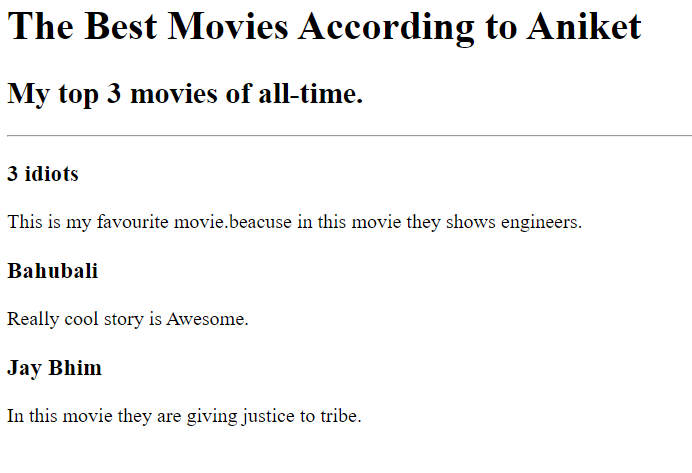 The Best Movies According to Aniket
My top 3 movies of all-time.
3 idiots
This is my favourite movie.beacuse in this movie they shows engineers.
Bahubali
Really cool story is Awesome.
Jay Bhim
In this movie they are giving justice to tribe.